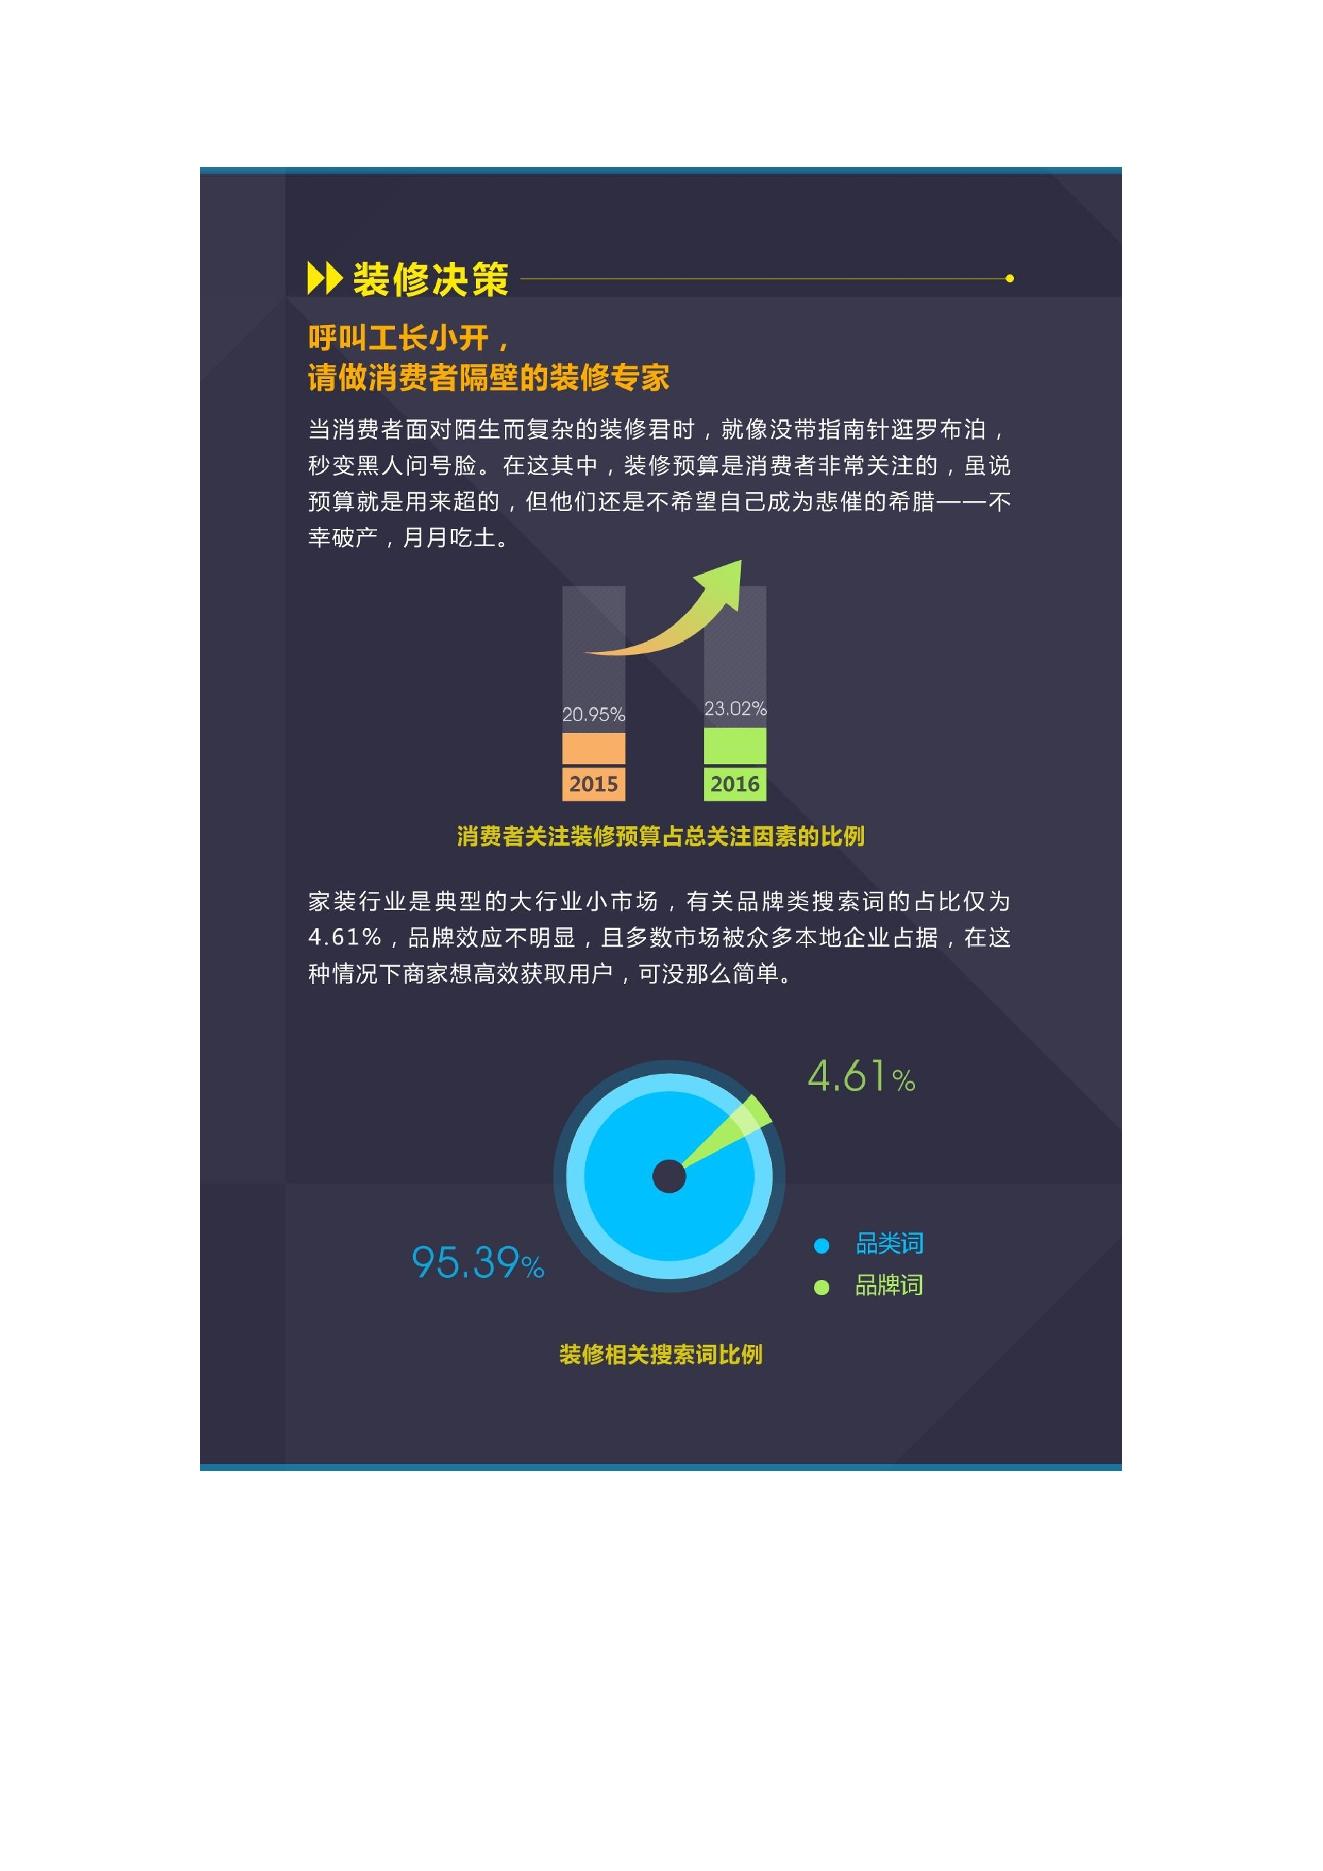 装修决策
呼叫工长小开，
请做消费者隔壁的装修专家
当消费者面对陌生而复杂的装修君时，就像没带指南针逛罗布泊，
秒变黑人问号脸。在这其中，装修预算是消费者非常关注的，虽说
预算就是用来超的，但他们还是不希望自己成为悲催的希腊——不
幸破产，月月吃土。
20.95%
23.02%
2015
2016
消费者关注装修预算占总关注因素的比例
家装行业是典型的大行业小市场，有关品牌类搜索词的占比仅为
4.61%，品牌效应不明显，且多数市场被众多本地企业占据，在这
种情况下商家想高效获取用户，可没那么简单。
4.61%
95.39%
品类词
品牌词
装修相关搜索词比例